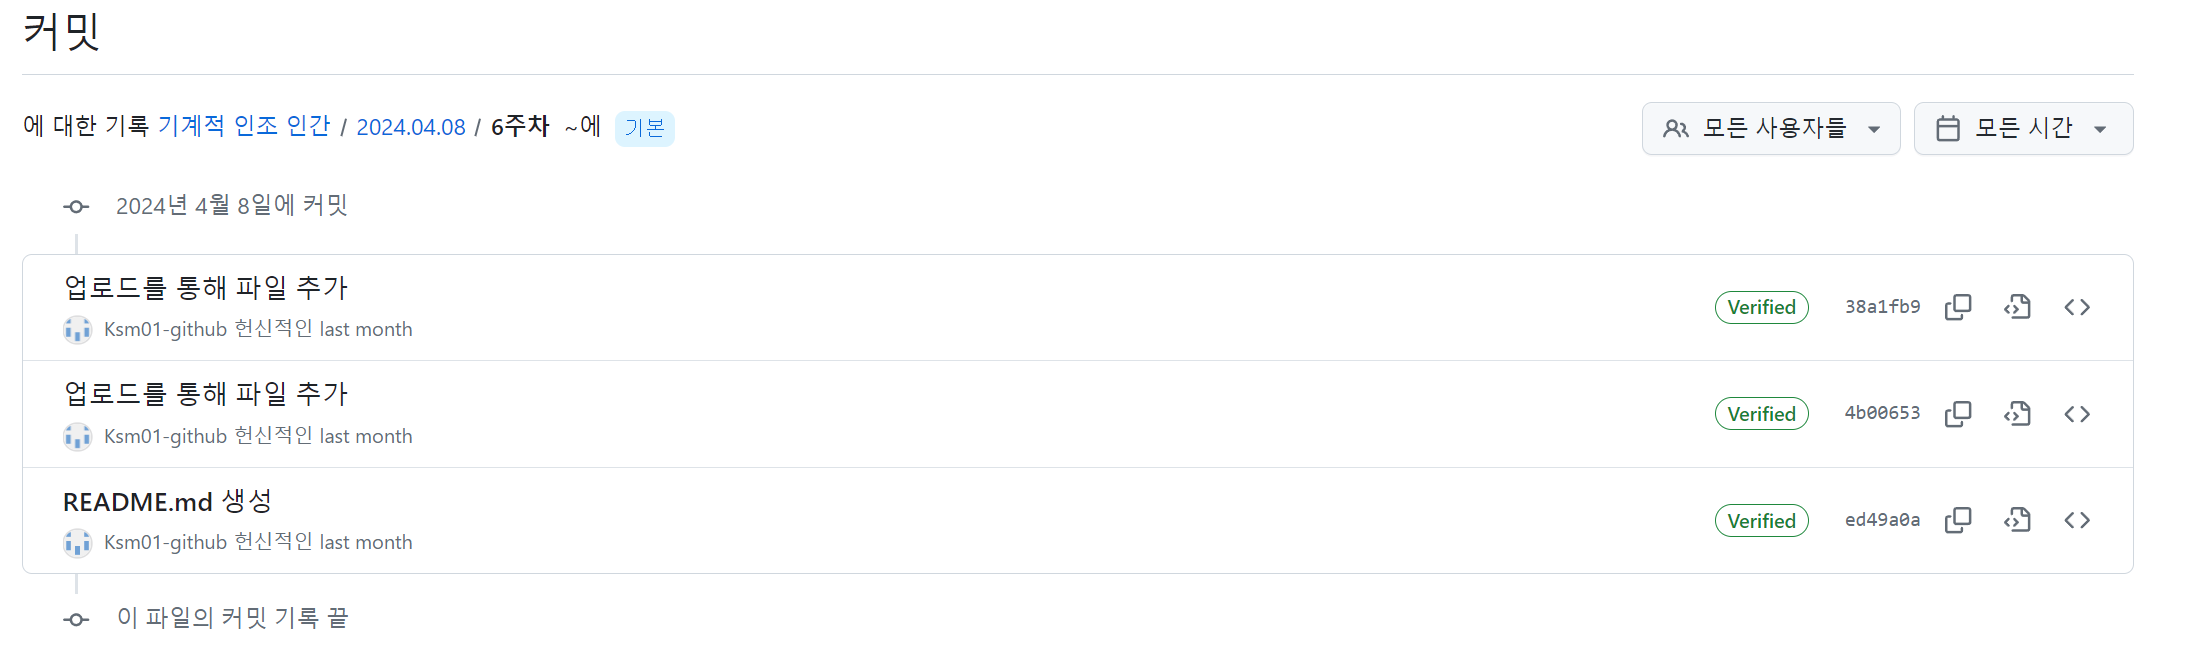 커밋
에 대한 기록 기계적 인조 인간 / 2024.04.08 / 6주차 ~에 기본
모든 사용자들
모든 시간
2024년 4월 8일에 커밋
업로드를 통해 파일 추가
Ksm01-github 헌신적인 last month
Verified 38a1fb9
업로드를 통해 파일 추가
Ksm01-github 헌신적인 last month
Verified 4b00653
README.md 생성
Ksm01-github 헌신적인 last month
Verified ed49a0a
이 파일의 커밋 기록 끝